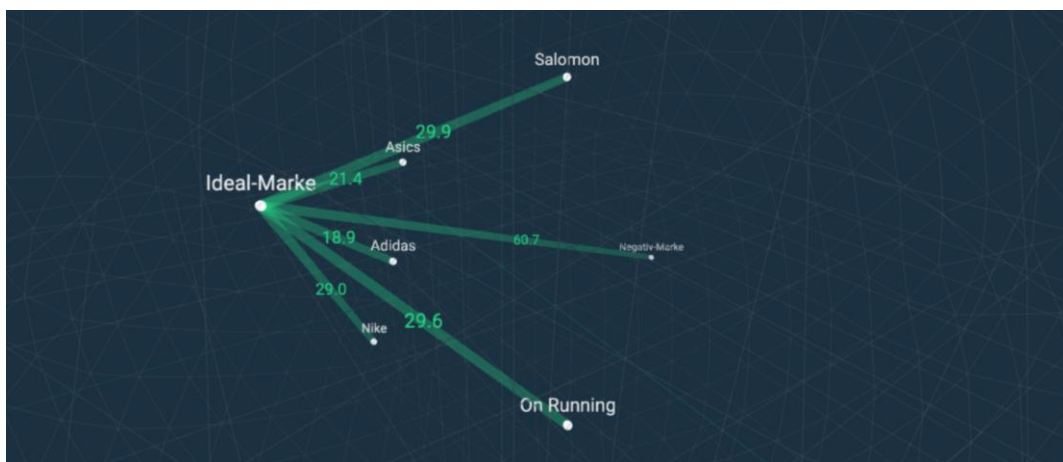 Salomon
29.9
Asics
21.4
Ideal-Marke
60.7
Negativ-Marke
18.9
Adidas
29.0
Nike
29.6
On Running